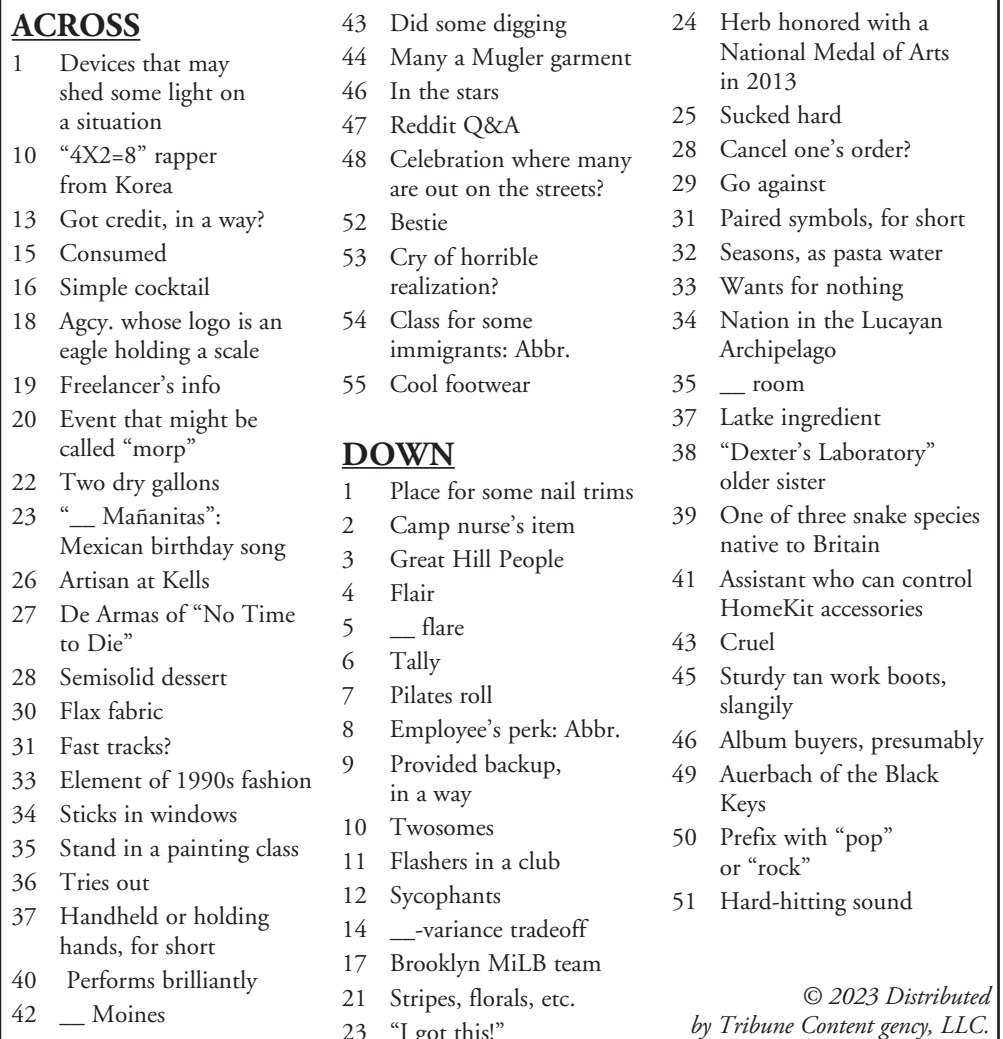 ACROSS
1 Devices that may
shed some light on
a situation
10 “4X2=8” rapper
from Korea
13 Got credit, in a way?
15 Consumed
16 Simple cocktail
18 Agcy. whose logo is an
eagle holding a scale
19 Freelancer’s info
20 Event that might be
called “morp”
22 Two dry gallons
23 “__ Mañanitas”:
Mexican birthday song
26 Artisan at Kells
27 De Armas of “No Time
to Die”
28 Semisolid dessert
30 Flax fabric
31 Fast tracks?
33 Element of 1990s fashion
34 Sticks in windows
35 Stand in a painting class
36 Tries out
37 Handheld or holding
hands, for short
40 Performs brilliantly
42 __ Moines
43 Did some digging
44 Many a Mugler garment
46 In the stars
47 Reddit Q&A
48 Celebration where many
are out on the streets?
52 Bestie
53 Cry of horrible
realization?
54 Class for some
immigrants: Abbr.
55 Cool footwear
DOWN
1 Place for some nail trims
2 Camp nurse’s item
3 Great Hill People
4 Flair
5 __ flare
6 Tally
7 Pilates roll
8 Employee’s perk: Abbr.
9 Provided backup,
in a way
10 Twosomes
11 Flashers in a club
12 Sycophants
14 __-variance tradeoff
17 Brooklyn MiLB team
21 Stripes, florals, etc.
23 “I got this!”
24 Herb honored with a
National Medal of Arts
in 2013
25 Sucked hard
28 Cancel one’s order?
29 Go against
31 Paired symbols, for short
32 Seasons, as pasta water
33 Wants for nothing
34 Nation in the Lucayan
Archipelago
35 __ room
37 Latke ingredient
38 “Dexter’s Laboratory”
older sister
39 One of three snake species
native to Britain
41 Assistant who can control
HomeKit accessories
43 Cruel
45 Sturdy tan work boots,
slangily
46 Album buyers, presumably
49 Auerbach of the Black
Keys
50 Prefix with “pop”
or “rock”
51 Hard-hitting sound
© 2023 Distributed
by Tribune Content gency, LLC.